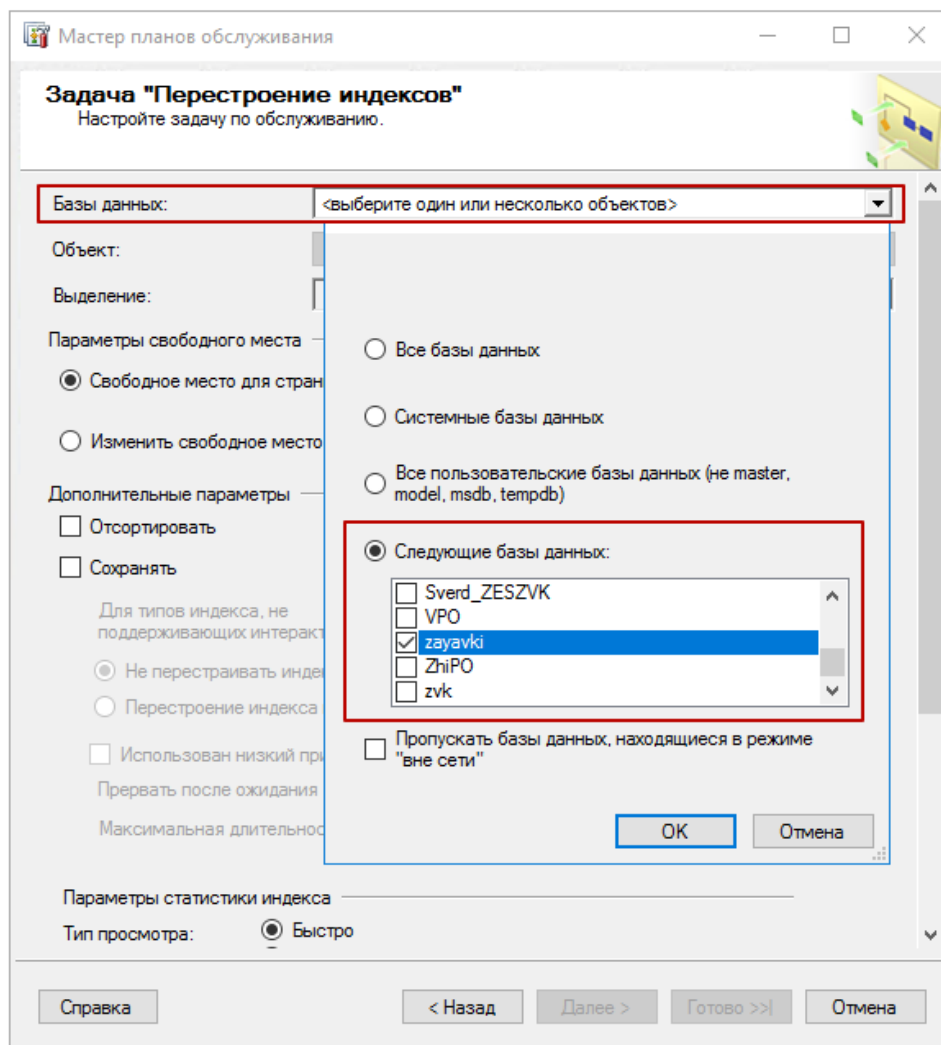 Мастер планов обслуживания
Задача "Перестроение индексов"
Настройте задачу по обслуживанию.
Базы данных:
<выберите один или несколько объектов>
Объект:
Выделение:
Параметры свободного места
Свободное место для стран
Изменить свободное место
Дополнительные параметры
Отсортировать
Сохранять
Для типов индекса, не
поддерживающих интеракт
Не перестраивать инде
Перестроение индекса
Использован низкий при
Прервать после ожидания
Максимальная длительнос
Все базы данных
Системные базы данных
Все пользовательские базы данных (не master,
model, msdb, tempdb)
Следующие базы данных:
Sverd_ZESZVK
VPO
zayavki
ZhiPO
zvk
Пропускать базы данных, находящиеся в режиме
"вне сети"
OK
Отмена
Параметры статистики индекса
Тип просмотра:
Быстро
Справка
< Назад
Далее >
Готово >>|
Отмена